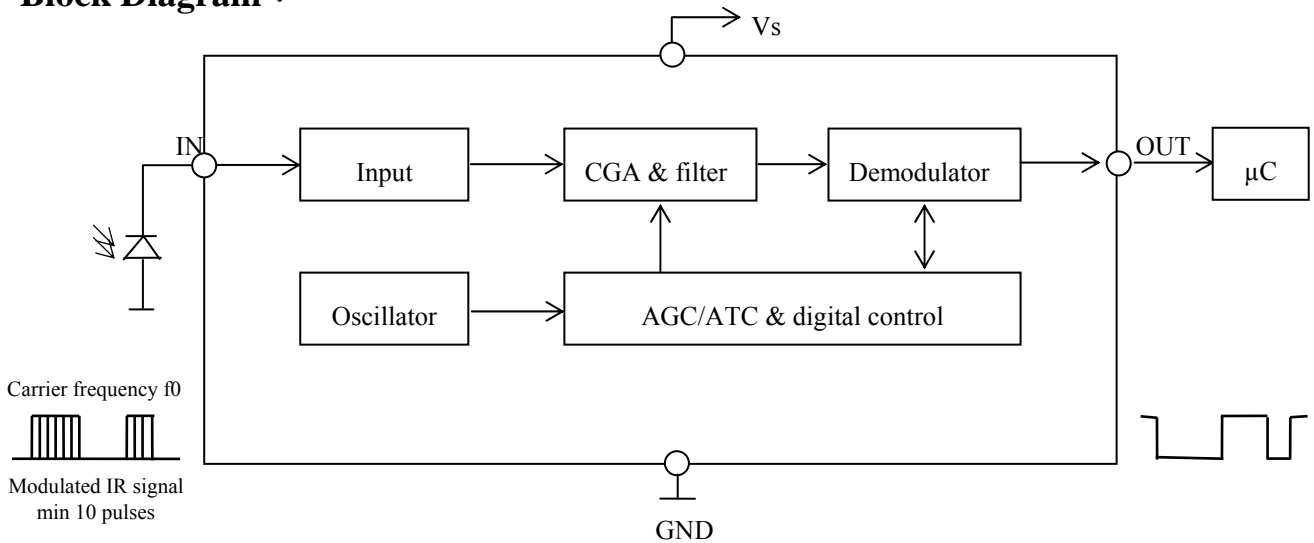 Block Diagram :
Vs
IN
OUT
Input
CGA & filter
Demodulator
µC
Oscillator
AGC/ATC & digital control
Carrier frequency f0
Modulated IR signal
min 10 pulses
GND